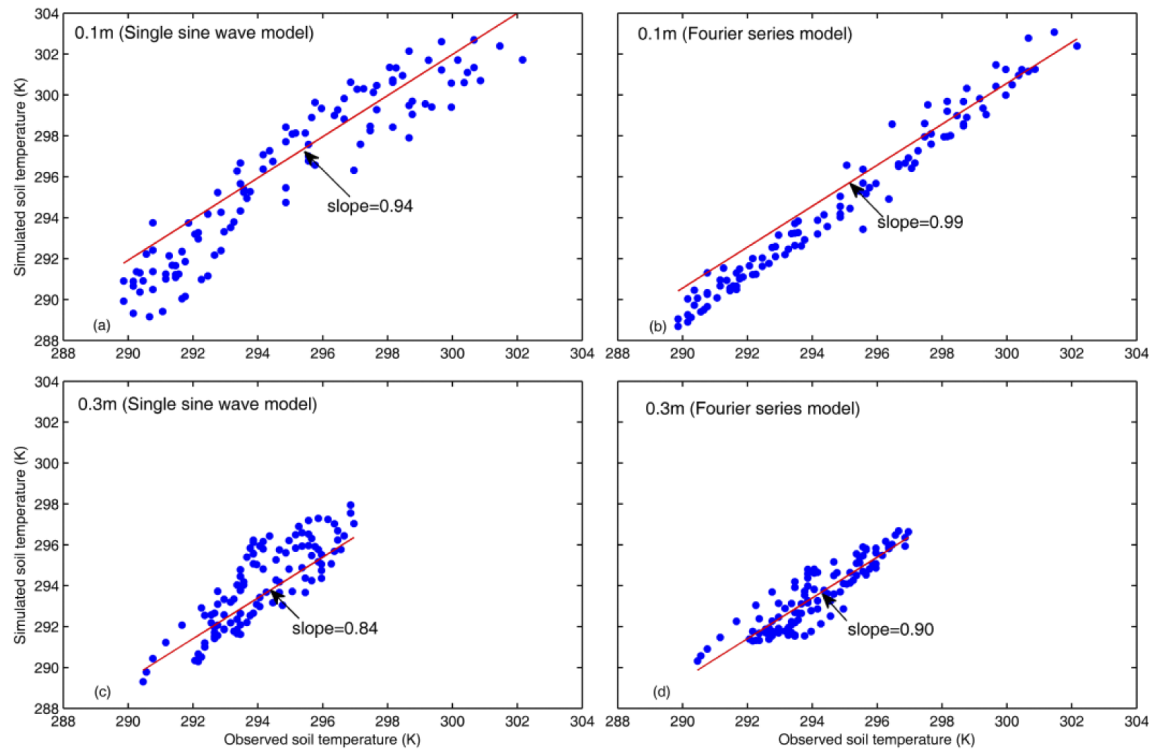 304
302
300
298
296
294
292
290
288
Simulated soil temperature (K)
0.1m (Single sine wave model)
slope=0.94
(a)
288 290 292 294 296 298 300 302 304
0.1m (Fourier series model)
slope=0.99
(b)
288 290 292 294 296 298 300 302 304
304
302
300
298
296
294
292
290
288
Simulated soil temperature (K)
0.3m (Single sine wave model)
slope=0.84
(c)
288 290 292 294 296 298 300 302 304
Observed soil temperature (K)
0.3m (Fourier series model)
slope=0.90
(d)
288 290 292 294 296 298 300 302 304
Observed soil temperature (K)